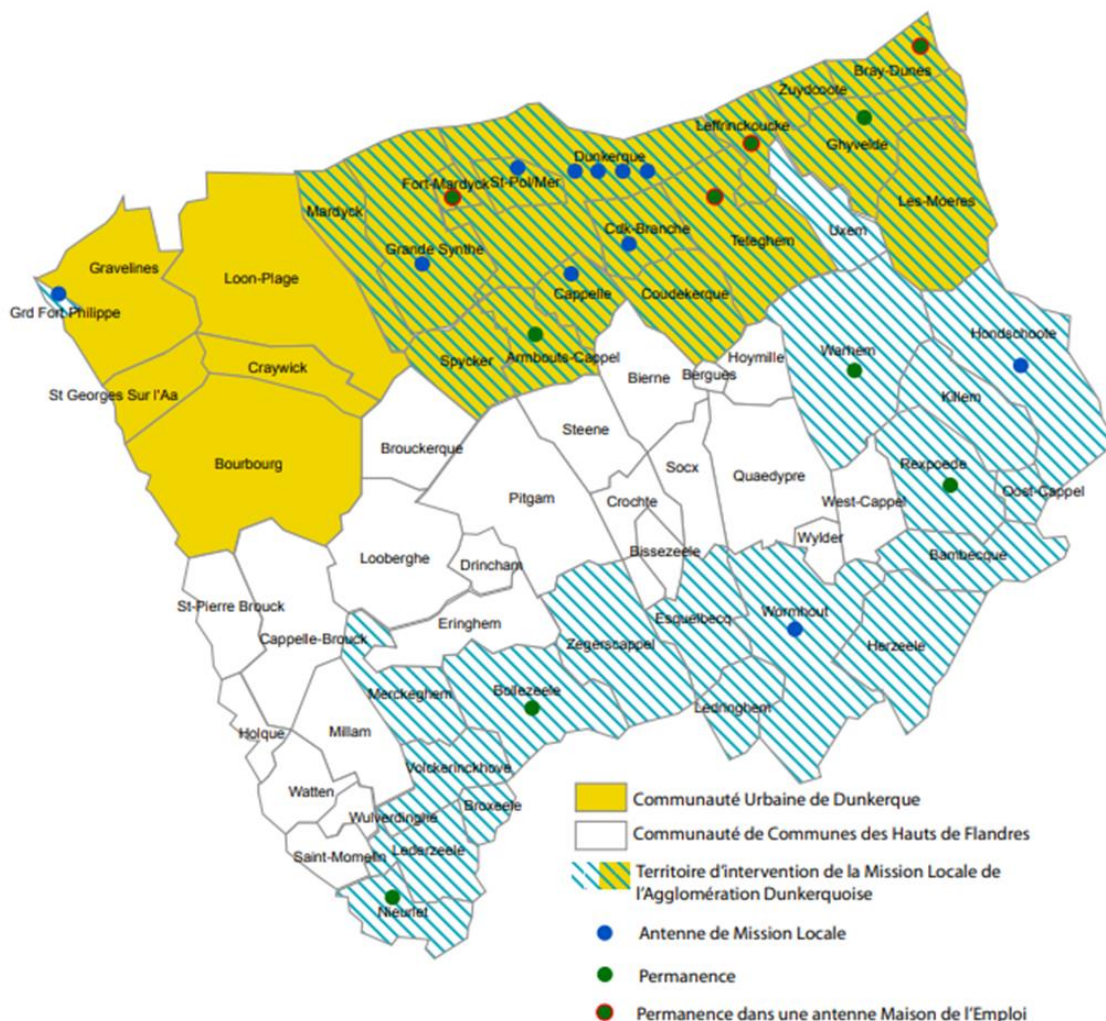 Bray-Dunes
Zuydcoote
Leffrinckoucke
Ghyvelde
Dunkerque
Fort-Mardyck
St-Pol/Mer
Mardyck
Les-Moeres
Cdk-Branche
Uxem
Grande Synthe
Teteghem
Gravelines
Loon-Plage
Cappelle
Coudekerque
Grd Fort Philippe
Hondschoote
Warhem
Hoymille
Spycker
Armbouts-Cappel
Craywick
Bierne
Bergues
St Georges Sur l'Aa
Killem
Steene
Brouckerque
Bourbourg
Rexpoede
Socx
Quaedypre
Oost-Cappel
Pitgam
Crochte
West-Cappel
Wylder
Bissezeele
Bambecque
Looberghe
Drincham
St-Pierre Brouck
Wormhout
Esquelbecq
Eringhem
Cappelle-Brouck
Zegerscappel
Herzeele
Merckeghem
Bollezeele
Ledringhem
Holque
Millam
Volckerinckhove
Watten
Broxeele
Wulverdinghe
Lederzeele
Saint-Momelin
Nieurlet
Communauté Urbaine de Dunkerque
Communauté de Communes des Hauts de Flandres
Territoire d'intervention de la Mission Locale de
l'Agglomération Dunkerquoise
Antenne de Mission Locale
Permanence
Permanence dans une antenne Maison de l'Emploi